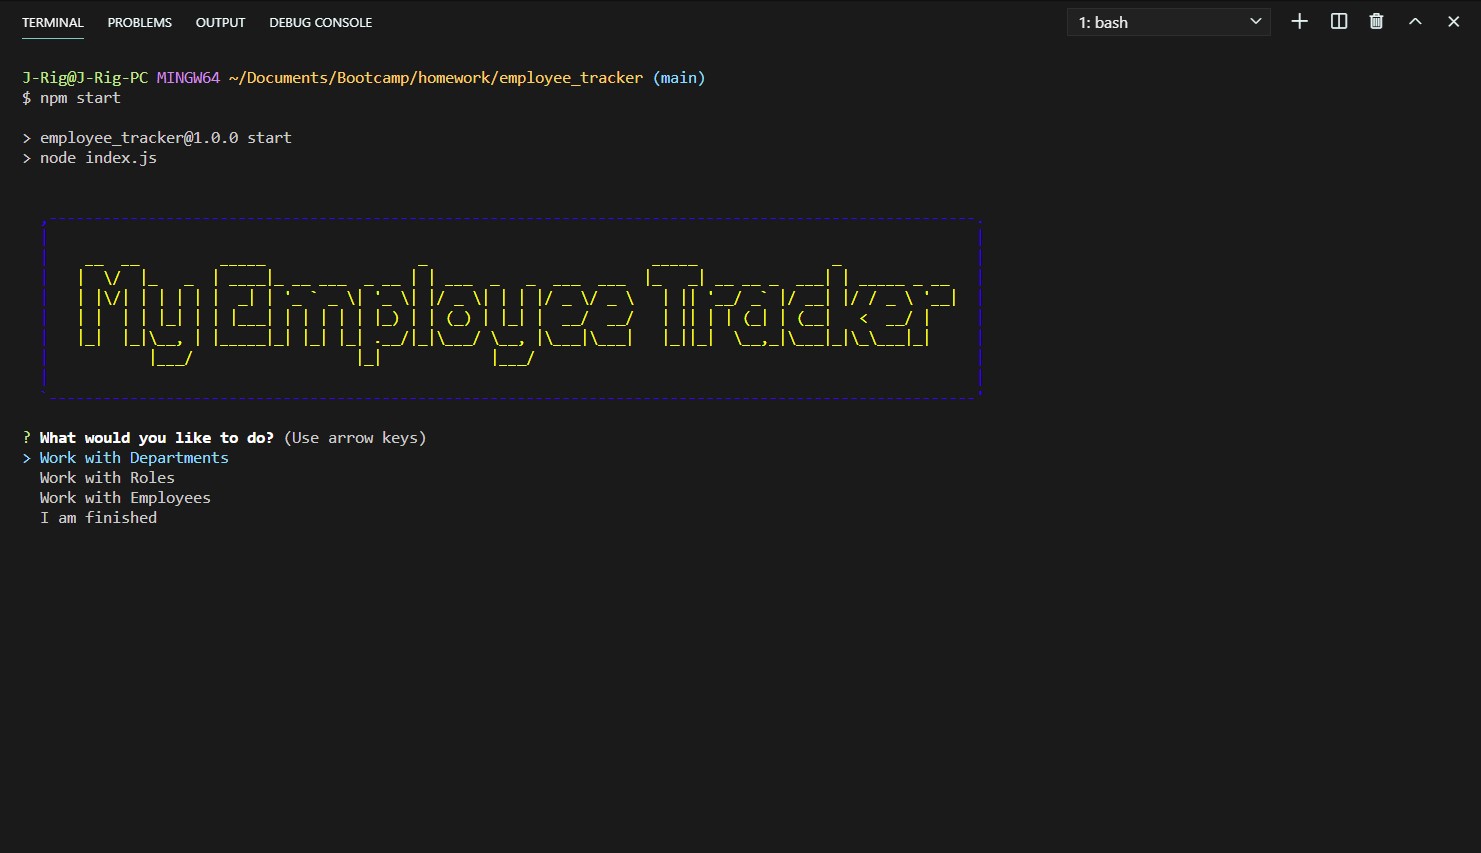 TERMINAL PROBLEMS OUTPUT DEBUG CONSOLE 1: bash
J-Rig@J-Rig-PC MINGW64 ~/Documents/Bootcamp/homework/employee_tracker (main)
$ npm start
> employee_tracker@1.0.0 start
> node index.js
My Employee Tracker
? What would you like to do? (Use arrow keys)
> Work with Departments
Work with Roles
Work with Employees
I am finished